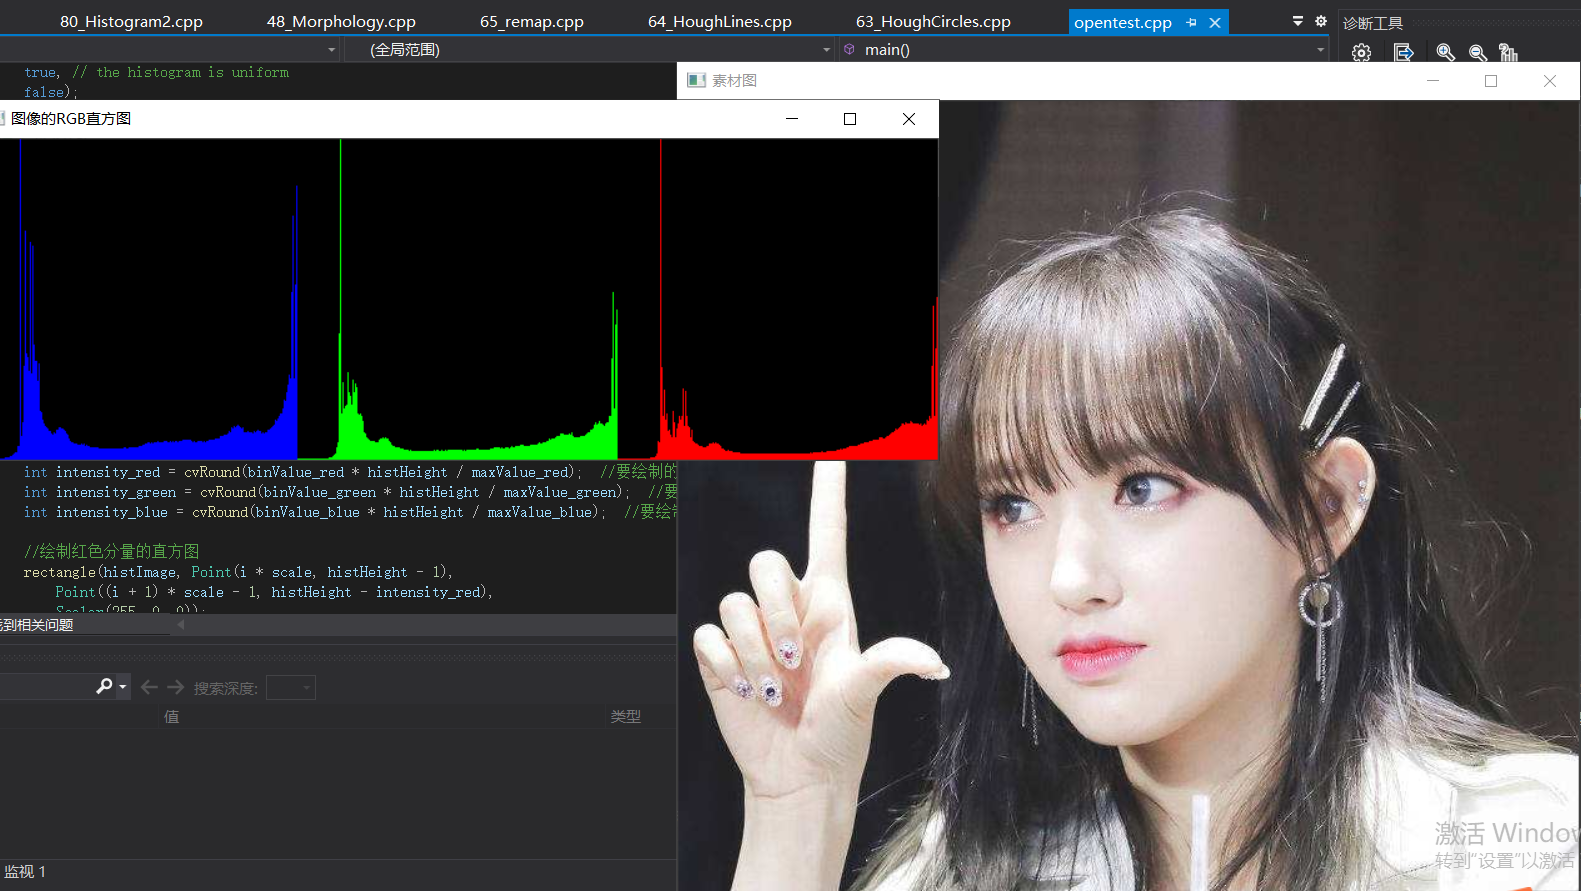 80_Histogram2.cpp 48_Morphology.cpp 65_remap.cpp 64_HoughLines.cpp 63_HoughCircles.cpp opentest.cpp
诊断工具
(全局范围) main()
true, // the histogram is uniform
false);
素材图
图像的RGB直方图
int intensity_red = cvRound(binValue_red * histHeight / maxValue_red); //要绘制的
int intensity_green = cvRound(binValue_green * histHeight / maxValue_green); //要
int intensity_blue = cvRound(binValue_blue * histHeight / maxValue_blue); //要绘
//绘制红色分量的直方图
rectangle(histImage, Point(i * scale, histHeight - 1),
Point((i + 1) * scale - 1, histHeight - intensity_red),
Scalar(255, 0, 0));
到相关问题
搜索深度:
值 类型
监视 1
激活 Window
转到“设置”以激活